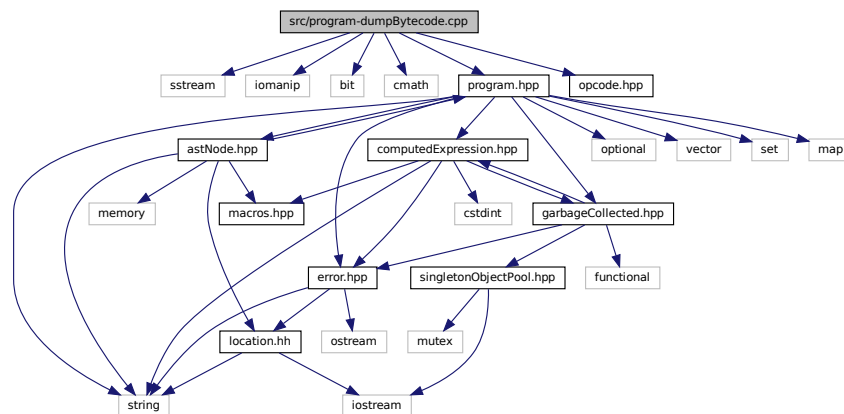 src/program-dumpBytecode.cpp
sstream
iomanip
bit
cmath
program.hpp
opcode.hpp
astNode.hpp
computedExpression.hpp
optional
vector
set
map
memory
macros.hpp
cstdint
garbageCollected.hpp
error.hpp
singletonObjectPool.hpp
functional
location.hh
ostream
mutex
string
iostream